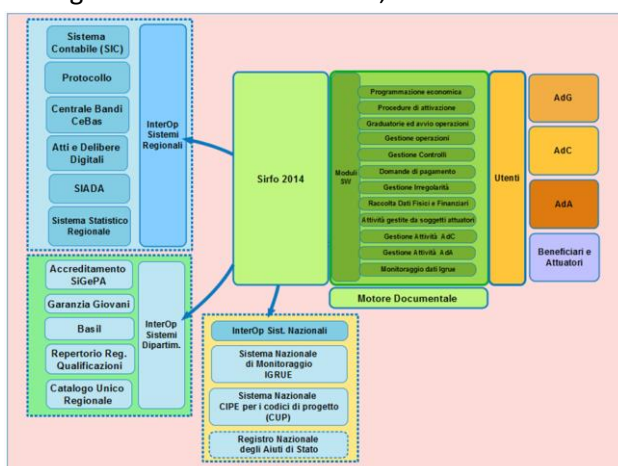 Sistema
Contabile (SIC)
Protocollo
Centrale Bandi
CeBas
Atti e Delibere
Digitali
SIADA
Sistema Statistico
Regionale
InterOp
Sistemi
Regionali
Sirfo 2014
Moduli
SW
Programmazione economica
Procedure di attivazione
Graduatorie ed avvio operazioni
Gestione operazioni
Gestione Controlli
Domande di pagamento
Gestione Irregolarità
Raccolta Dati Fisici e Finanziari
Attività gestite da soggetti attuatori
Gestione Attività AdC
Gestione Attività AdA
Monitoraggio dati Igrue
Utenti
AdG
AdC
AdA
Beneficiari e
Attuatori
Motore Documentale
Accreditamento
SiGePA
Garanzia Giovani
Basil
Repertorio Reg.
Qualificazioni
Catalogo Unico
Regionale
InterOp
Sistemi
Dipartim.
InterOp Sist. Nazionali
Sistema Nazionale
di Monitoraggio
IGRUE
Sistema Nazionale
CIPE per i codici di progetto
(CUP)
Registro Nazionale
degli Aiuti di Stato